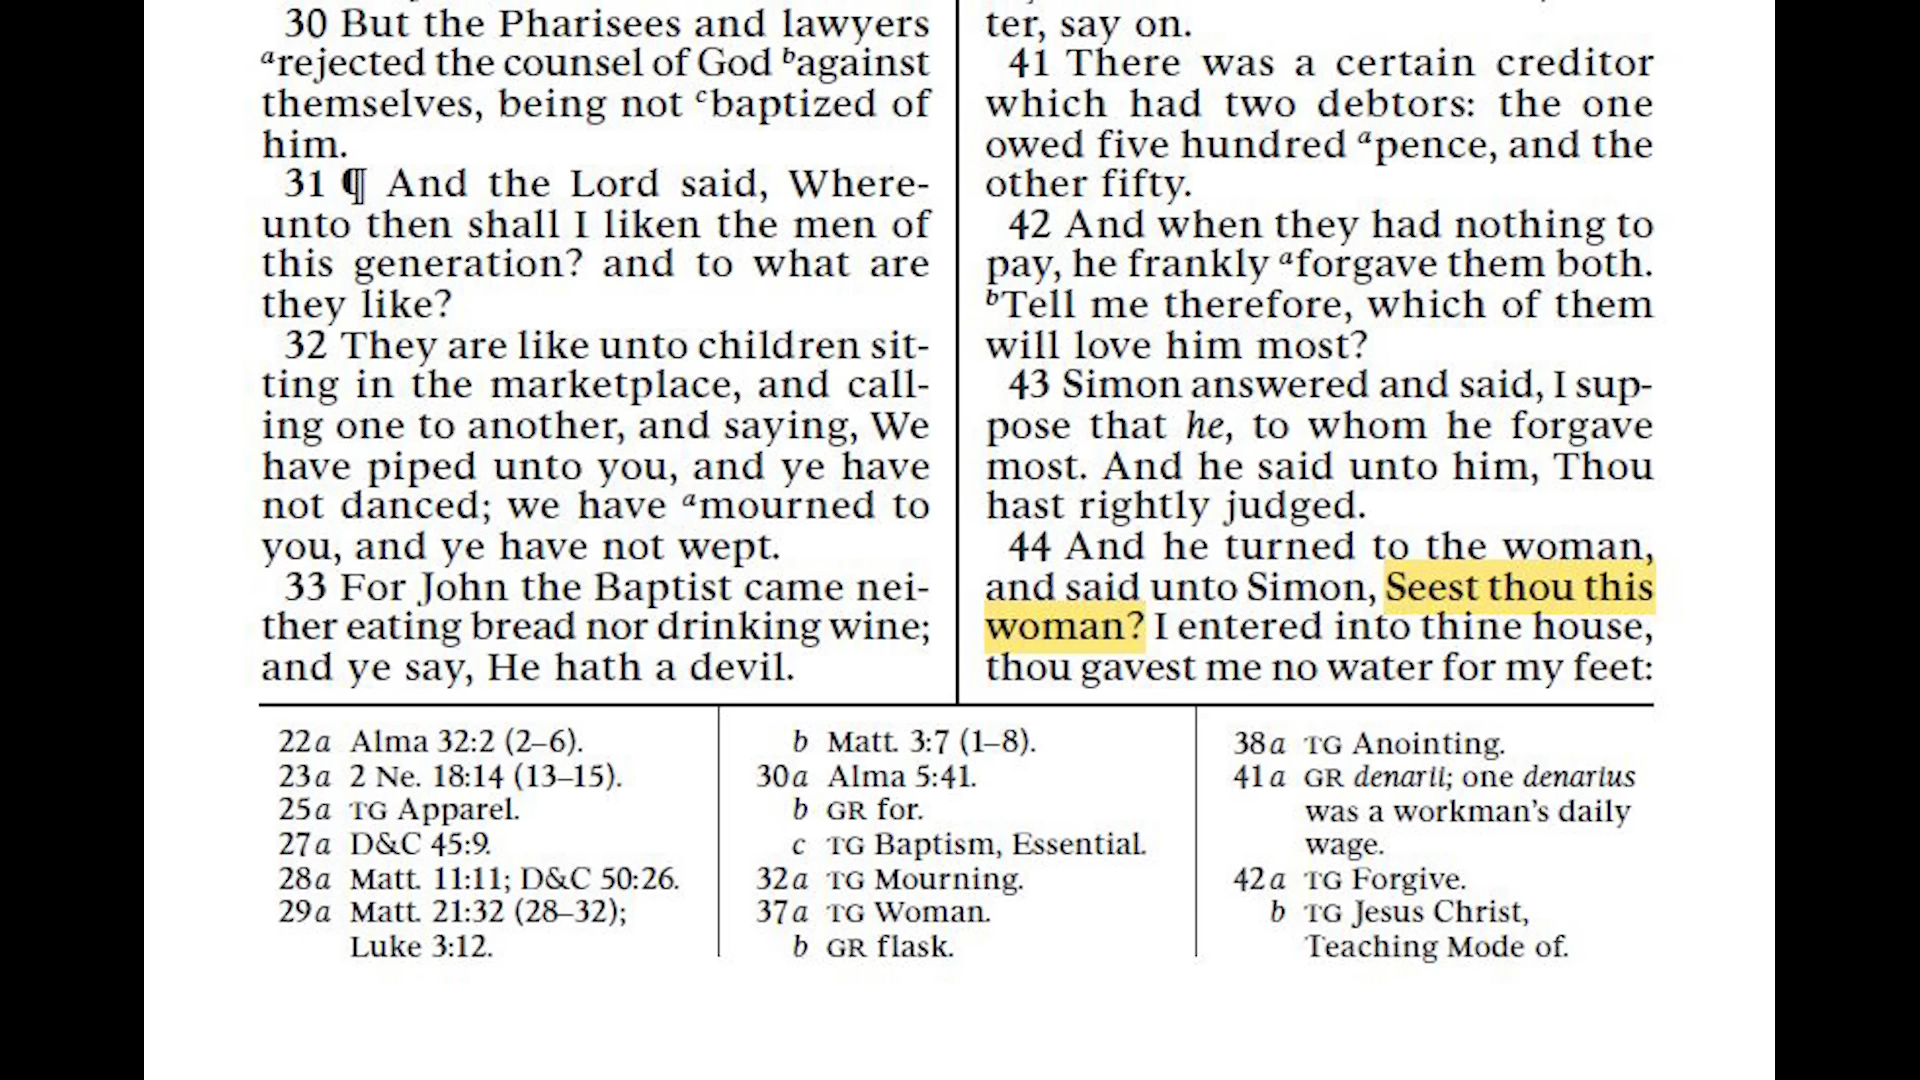 30 But the Pharisees and lawyers
a rejected the counsel of God b against
themselves, being not c baptized of
him.
31 ¶ And the Lord said, Where-
unto then shall I liken the men of
this generation? and to what are
they like?
32 They are like unto children sit-
ting in the marketplace, and call-
ing one to another, and saying, We
have piped unto you, and ye have
not danced; we have a mourned to
you, and ye have not wept.
33 For John the Baptist came nei-
ther eating bread nor drinking wine;
and ye say, He hath a devil.
ter, say on.
41 There was a certain creditor
which had two debtors: the one
owed five hundred a pence, and the
other fifty.
42 And when they had nothing to
pay, he frankly a forgave them both.
b Tell me therefore, which of them
will love him most?
43 Simon answered and said, I sup-
pose that he, to whom he forgave
most. And he said unto him, Thou
hast rightly judged.
44 And he turned to the woman,
and said unto Simon, Seest thou this
woman? I entered into thine house,
thou gavest me no water for my feet:
22a Alma 32:2 (2–6).
23a 2 Ne. 18:14 (13–15).
25a TG Apparel.
27a D&C 45:9.
28a Matt. 11:11; D&C 50:26.
29a Matt. 21:32 (28–32);
Luke 3:12.
b Matt. 3:7 (1–8).
30a Alma 5:41.
b GR for.
c TG Baptism, Essential.
32a TG Mourning.
37a TG Woman.
b GR flask.
38a TG Anointing.
41a GR denarii; one denarius
was a workman's daily
wage.
42a TG Forgive.
b TG Jesus Christ,
Teaching Mode of.